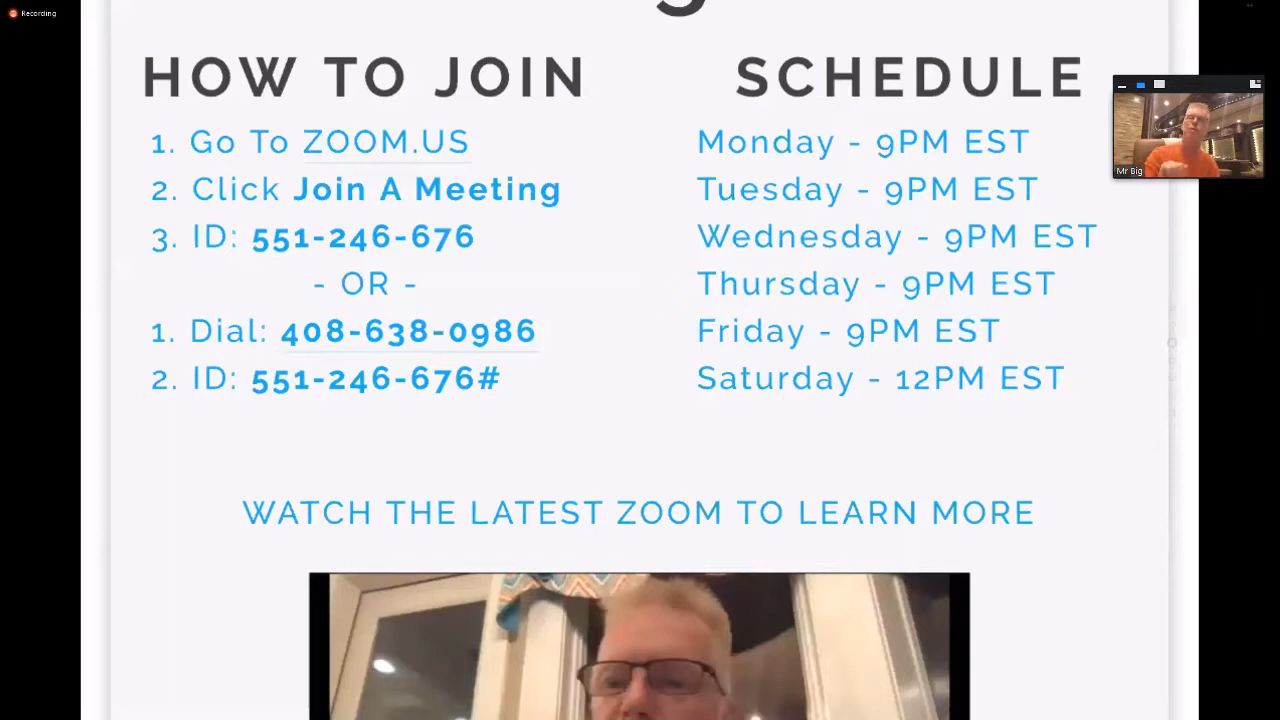 Recording
HOW TO JOIN
1. Go To ZOOM.US
2. Click Join A Meeting
3. ID: 551-246-676
- OR -
1. Dial: 408-638-0986
2. ID: 551-246-676#
SCHEDULE
Monday - 9PM EST
Tuesday - 9PM EST
Wednesday - 9PM EST
Thursday - 9PM EST
Friday - 9PM EST
Saturday - 12PM EST
Mr Big
WATCH THE LATEST ZOOM TO LEARN MORE